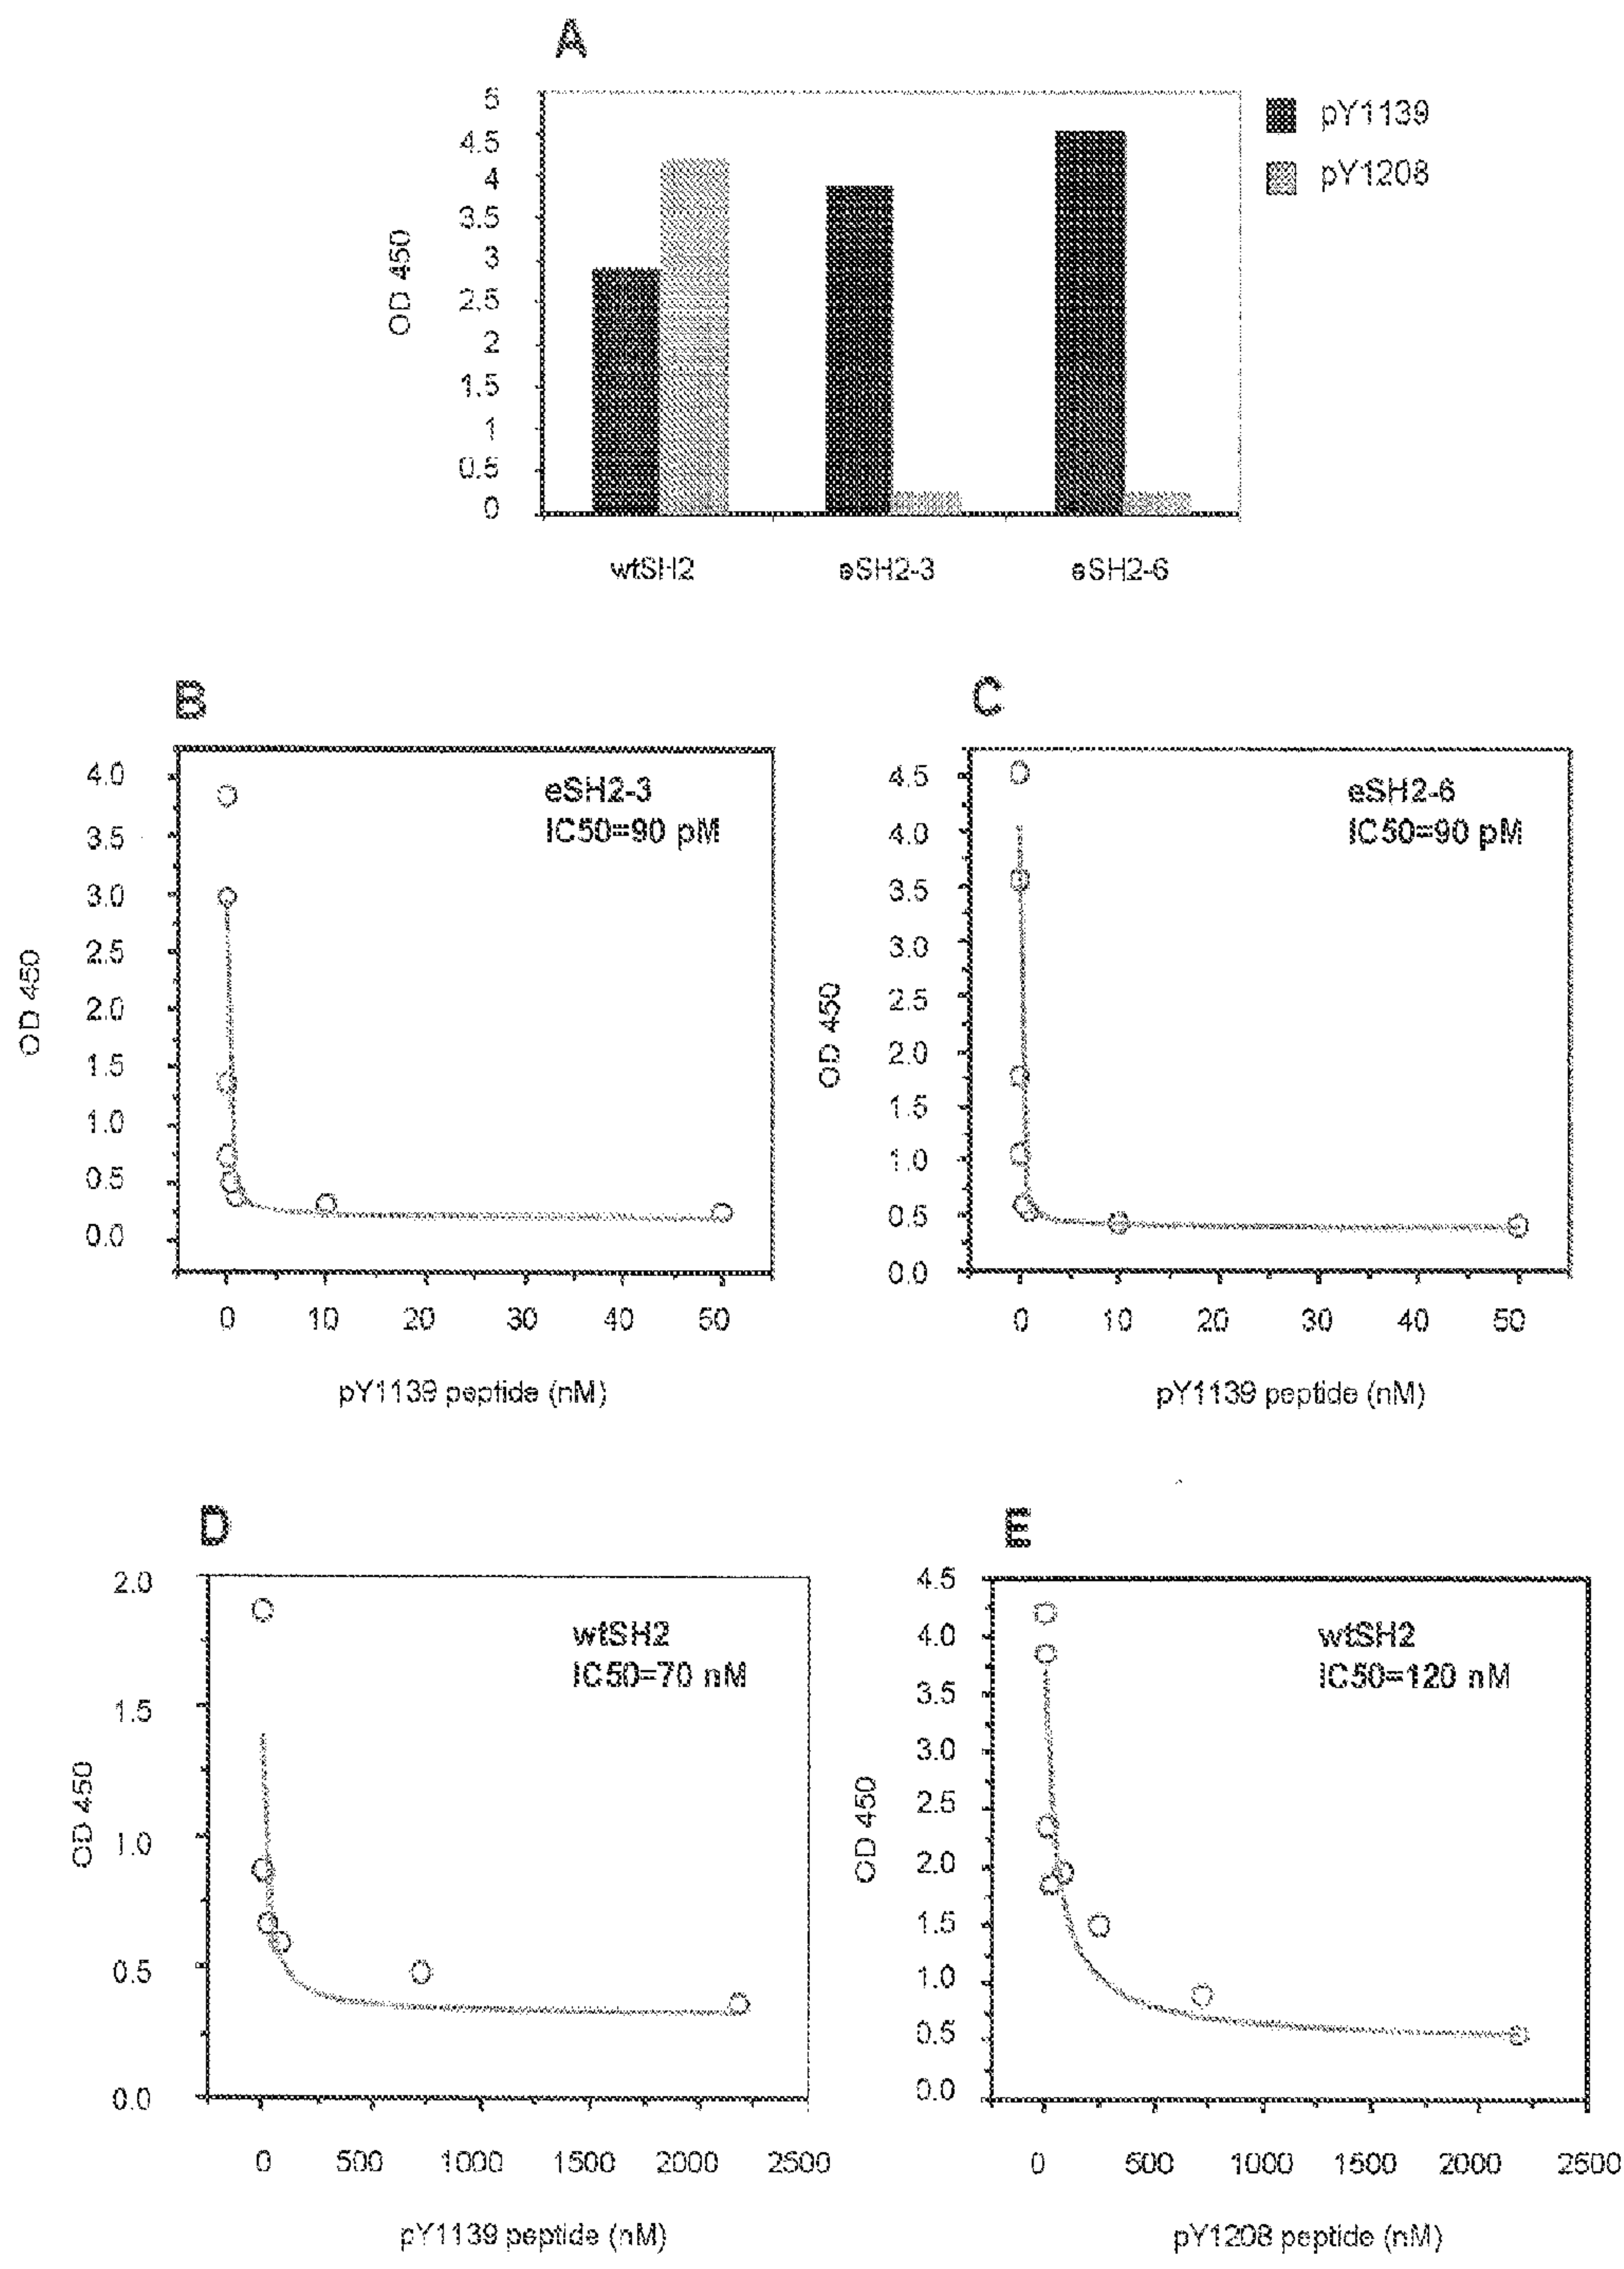 A
pY1139
pY1208
5
4.5
4
3.5
3
2.5
2
1.5
1
0.5
0
OD 450
wtSH2 eSH2-3 eSH2-6
B
eSH2-3
IC50=90 pM
4.0
3.5
3.0
2.5
2.0
1.5
1.0
0.5
0.0
OD 450
0 10 20 30 40 50
pY1139 peptide (nM)
C
eSH2-6
IC50=90 pM
4.5
4.0
3.5
3.0
2.5
2.0
1.5
1.0
0.5
0.0
OD 450
0 10 20 30 40 50
pY1139 peptide (nM)
D
wtSH2
IC50=70 nM
2.0
1.5
1.0
0.5
0.0
OD 450
0 500 1000 1500 2000 2500
pY1139 peptide (nM)
E
wtSH2
IC50=120 nM
4.5
4.0
3.5
3.0
2.5
2.0
1.5
1.0
0.5
0.0
OD 450
0 500 1000 1500 2000 2500
pY1208 peptide (nM)